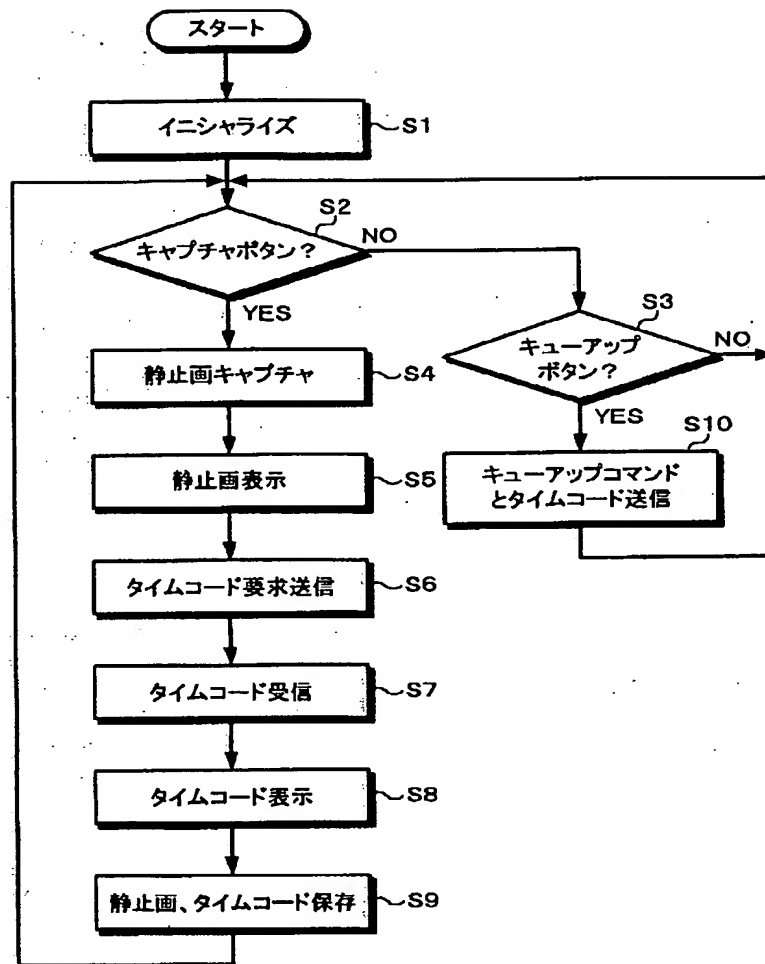 スタート
イニシャライズ
S1
S2
キャプチャボタン?
NO
YES
S3
キューアップ
ボタン?
NO
YES
静止画キャプチャ
S4
S10
キューアップコマンド
とタイムコード送信
静止画表示
S5
タイムコード要求送信
S6
タイムコード受信
S7
タイムコード表示
S8
静止画、タイムコード保存
S9